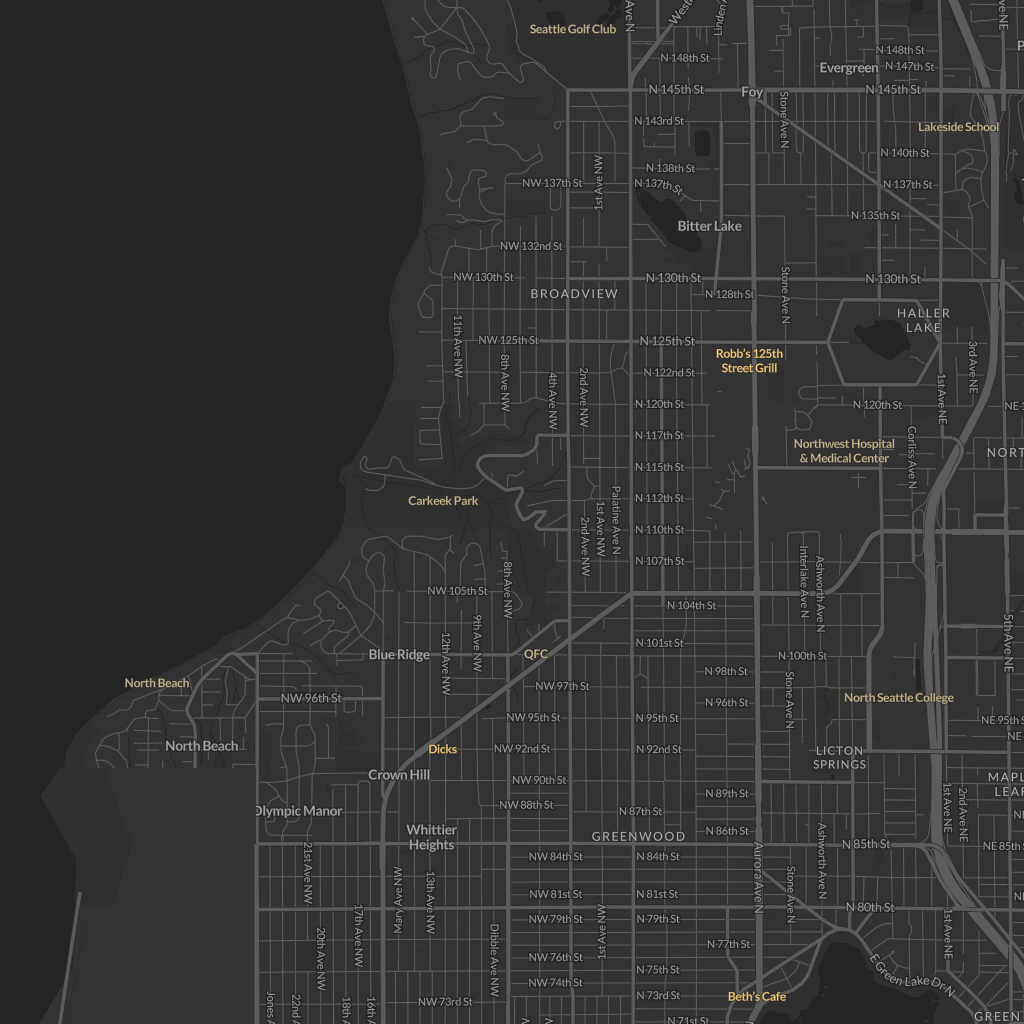 Seattle Golf Club
Ave N
Linden
N 148th St
N 148th St
Evergreen
N 147th St
N 145th St
Foy
N 145th St
N 143rd St
Stone Ave N
Lakeside School
N 140th St
1st Ave NW
N 138th St
NW 137th St
N 137th St
N 137th St
N 135th St
Bitter Lake
NW 132nd St
NW 130th St
N 130th St
N 130th St
BROADVIEW
N 128th St
Stone Ave N
HALLER
LAKE
11th Ave NW
NW 125th St
N 125th St
Robb's 125th
Street Grill
3rd Ave NE
8th Ave NW
4th Ave NW
2nd Ave NW
N 122nd St
1st Ave NE
N 120th St
N 120th St
N 117th St
Northwest Hospital
& Medical Center
Corliss Ave N
N 115th St
Carkeek Park
Palatine Ave N
N 112th St
1st Ave NW
2nd Ave NW
N 110th St
N 107th St
Interlake Ave N
Ashworth Ave N
8th Ave NW
NW 105th St
N 104th St
9th Ave NW
12th Ave NW
N 101st St
5th Ave NE
Blue Ridge
QFC
N 100th St
N 98th St
North Beach
NW 97th St
Stone Ave N
NW 96th St
N 96th St
North Seattle College
NW 95th St
N 95th St
NE 95th S
North Beach
Dicks
NW 92nd St
N 92nd St
NE
LICTON
SPRINGS
Crown Hill
NW 90th St
N 89th St
1st Ave NE
2nd Ave NE
Olympic Manor
NW 88th St
N 87th St
Whittier
Heights
GREENWOOD
N 86th St
Ashworth Ave N
N 85th St
NE 85th
21st Ave NW
NW 84th St
N 84th St
Aurora Ave N
Mary Ave NW
13th Ave NW
Stone Ave N
NW 81st St
N 81st St
17th Ave NW
1st Ave NW
N 80th St
1st Ave NE
20th Ave NW
NW 79th St
N 79th St
Dibble Ave NW
N 77th St
NW 76th St
N 75th St
E Green Lake Dr N
NW 74th St
NW 73rd St
N 73rd St
Beth's Cafe
N 71st St
GREEN